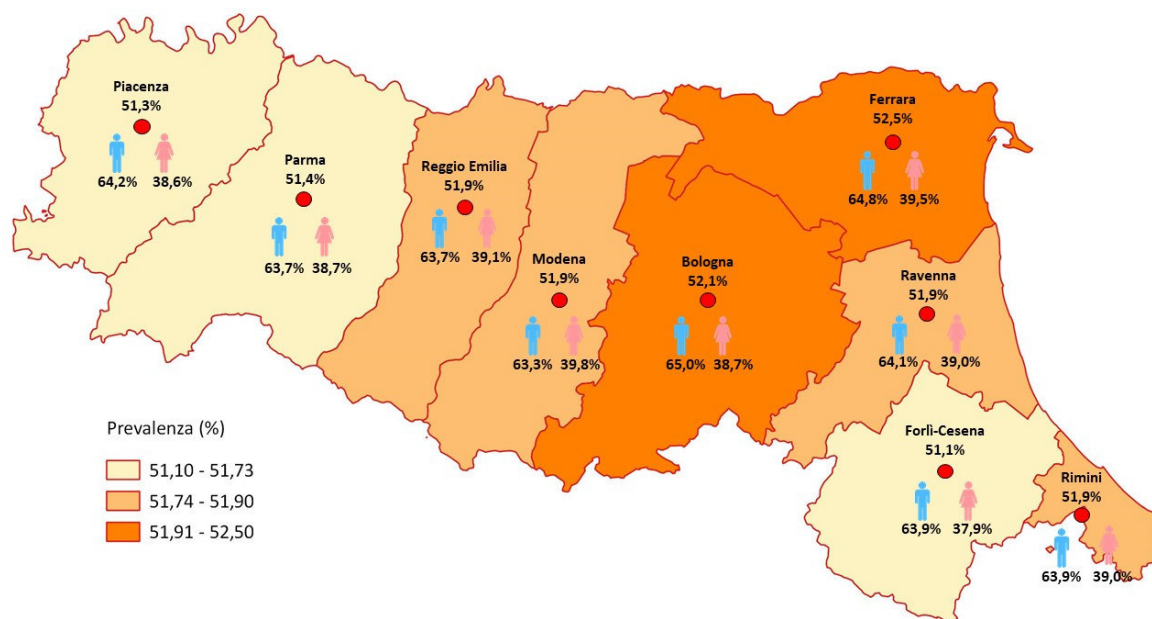 Piacenza
51,3%
64,2% 38,6%
Parma
51,4%
63,7% 38,7%
Reggio Emilia
51,9%
63,7% 39,1%
Modena
51,9%
63,3% 39,8%
Bologna
52,1%
65,0% 38,7%
Ferrara
52,5%
64,8% 39,5%
Ravenna
51,9%
64,1% 39,0%
Forlì-Cesena
51,1%
63,9% 37,9%
Rimini
51,9%
63,9% 39,0%
Prevalenza (%)
51,10 - 51,73
51,74 - 51,90
51,91 - 52,50